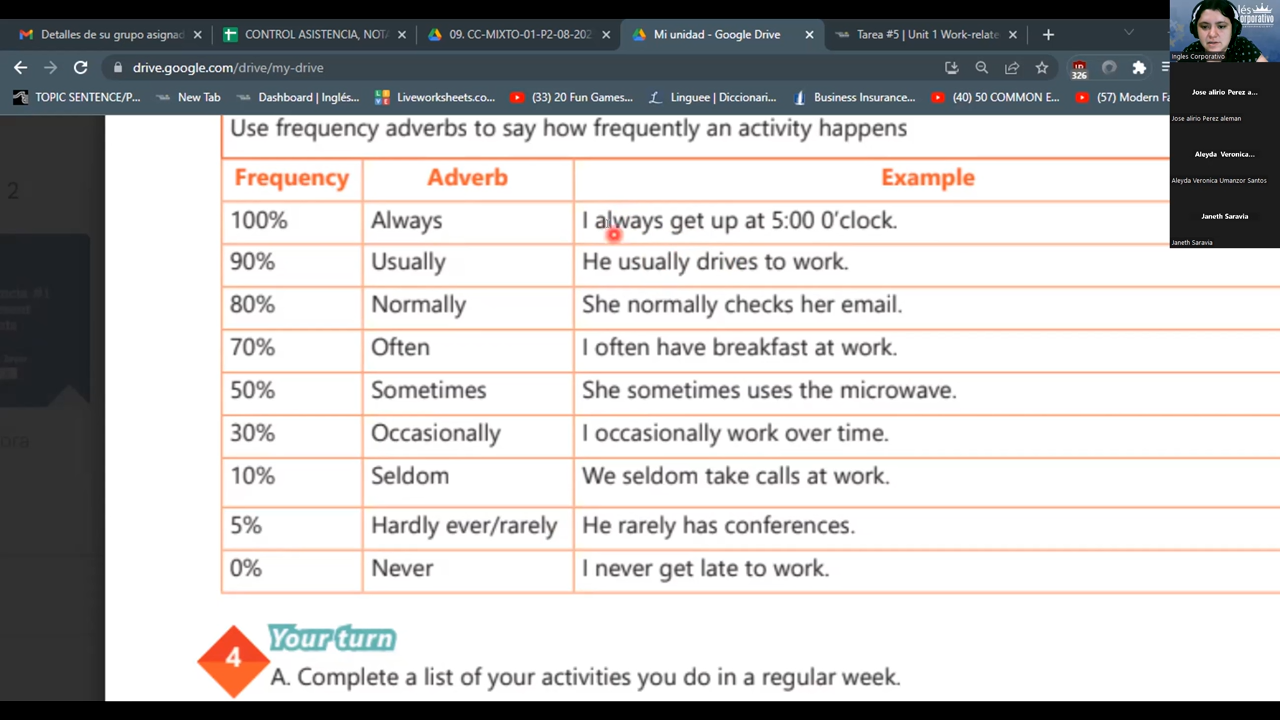 Detalles de su grupo asignad
CONTROL ASISTENCIA, NOTA
09. CC-MIXTO-01-FDS-202
Mi unidad - Google Drive
Tarea #5 | Unit 1 Work-relate
drive.google.com/drive/my-drive
326
TOPIC SENTENCE/P...
New Tab
Dashboard | Inglés...
Liveworksheets.co...
(33) 20 Fun Games...
Linguee | Diccionari...
Business Insurance...
(40) 50 COMMON E...
(57) Modern Fa
Use frequency adverbs to say how frequently an activity happens
Frequency Adverb Example
100% Always I always get up at 5:00 0'clock.
90% Usually He usually drives to work.
80% Normally She normally checks her email.
70% Often I often have breakfast at work.
50% Sometimes She sometimes uses the microwave.
30% Occasionally I occasionally work over time.
10% Seldom We seldom take calls at work.
5% Hardly ever/rarely He rarely has conferences.
0% Never I never get late to work.
4
Your turn
A. Complete a list of your activities you do in a regular week.
2
ora
lés
orporativo
ingles Corporativo
Jose alirio Perez a...
Jose alirio Perez aleman
Aleyda Veronica...
Aleyda Veronica Umanzor Santos
Janeth Saravia
Janeth Saravia